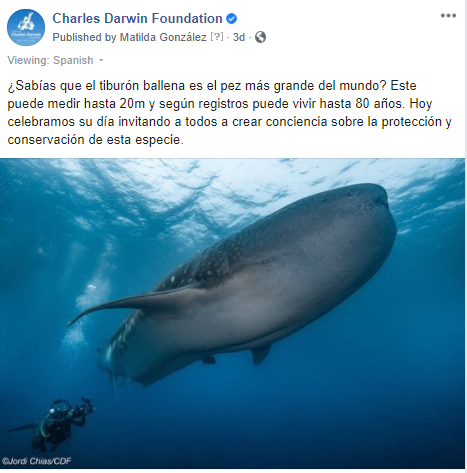 Charles Darwin Foundation
Published by Matilda González [?] · 3d ·
Viewing: Spanish
¿Sabías que el tiburón ballena es el pez más grande del mundo? Este
puede medir hasta 20m y según registros puede vivir hasta 80 años. Hoy
celebramos su día invitando a todos a crear conciencia sobre la protección y
conservación de esta especie.
©Jordi Chias/CDF